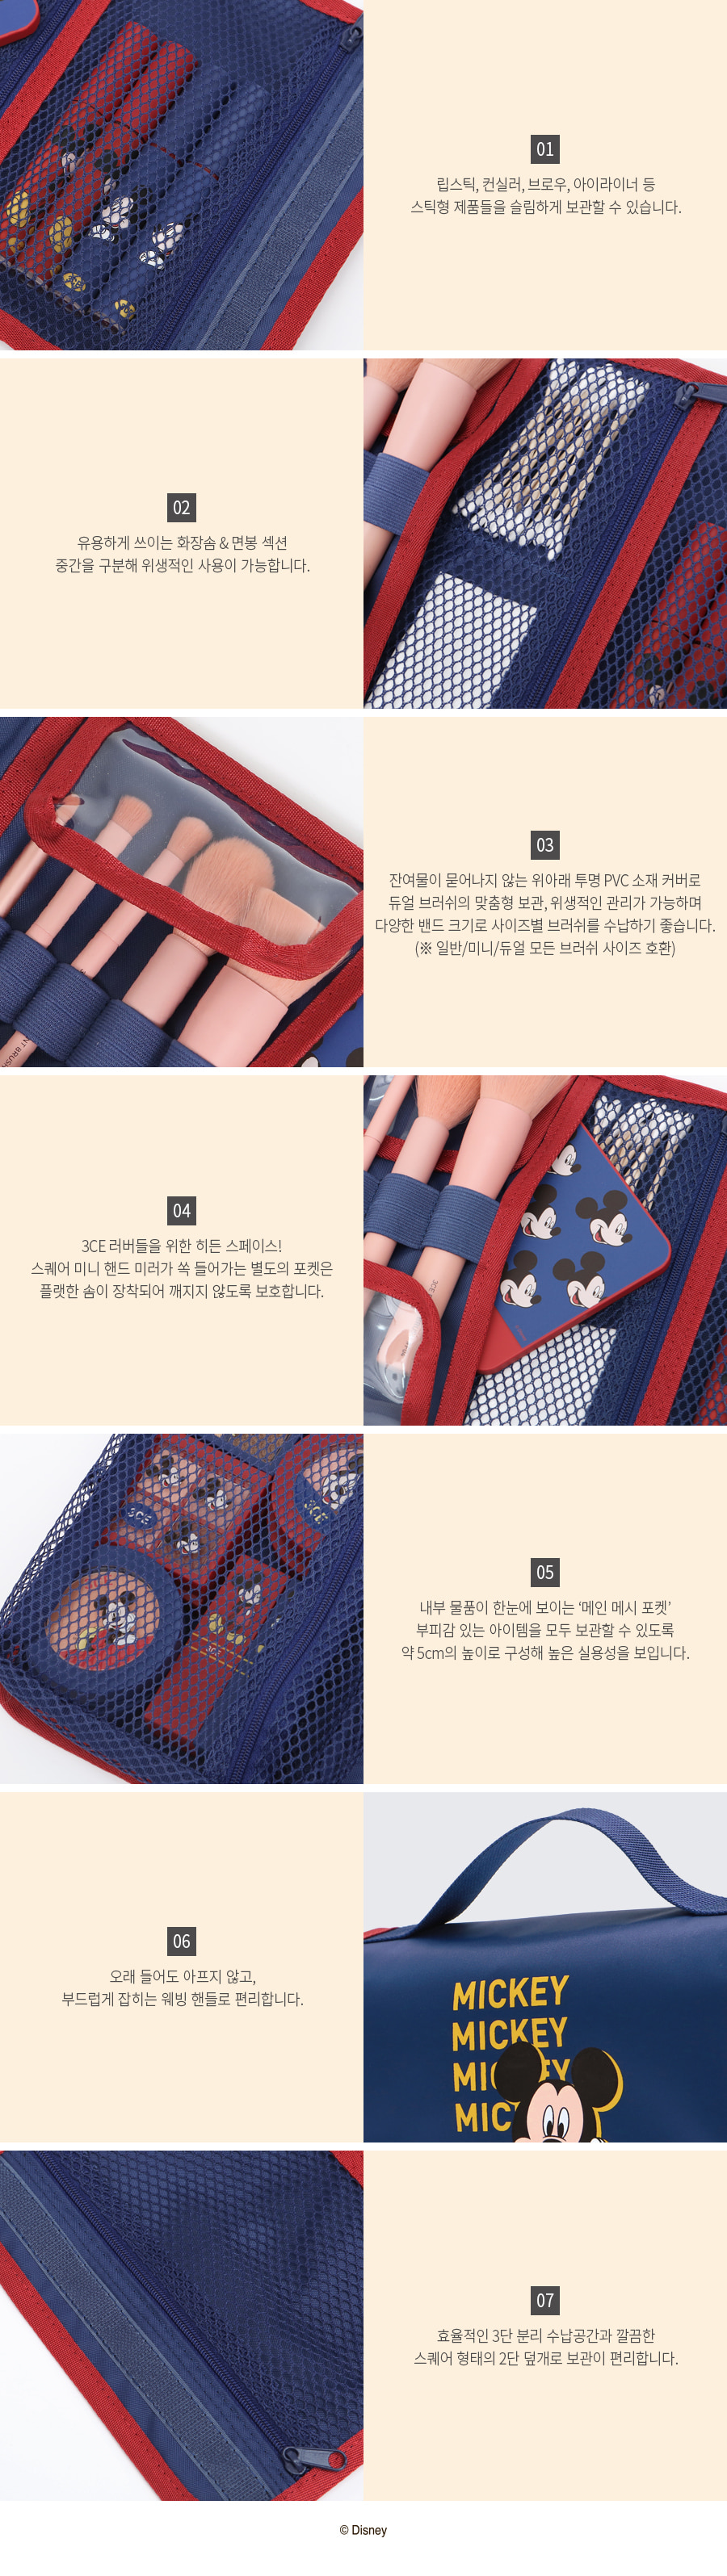 01
립스틱, 컨실러, 브로우, 아이라이너 등
스틱형 제품들을 슬림하게 보관할 수 있습니다.
02
유용하게 쓰이는 화장솜 & 면봉 섹션
중간을 구분해 위생적인 사용이 가능합니다.
03
잔여물이 묻어나지 않는 위아래 투명 PVC 소재 커버로
듀얼 브러쉬의 맞춤형 보관, 위생적인 관리가 가능하며
다양한 밴드 크기로 사이즈별 브러쉬를 수납하기 좋습니다.
(※ 일반/미니/듀얼 모든 브러쉬 사이즈 호환)
04
3CE 러버들을 위한 히든 스페이스!
스퀘어 미니 핸드 미러가 쏙 들어가는 별도의 포켓은
플랫한 솜이 장착되어 깨지지 않도록 보호합니다.
3CE
3CE
3CE
05
내부 물품이 한눈에 보이는 ‘메인 메시 포켓’
부피감 있는 아이템을 모두 보관할 수 있도록
약 5cm의 높이로 구성해 높은 실용성을 보입니다.
06
오래 들어도 아프지 않고,
부드럽게 잡히는 웨빙 핸들로 편리합니다.
MICKEY
MICKEY
MICKEY
MIC
07
효율적인 3단 분리 수납공간과 깔끔한
스퀘어 형태의 2단 덮개로 보관이 편리합니다.
© Disney